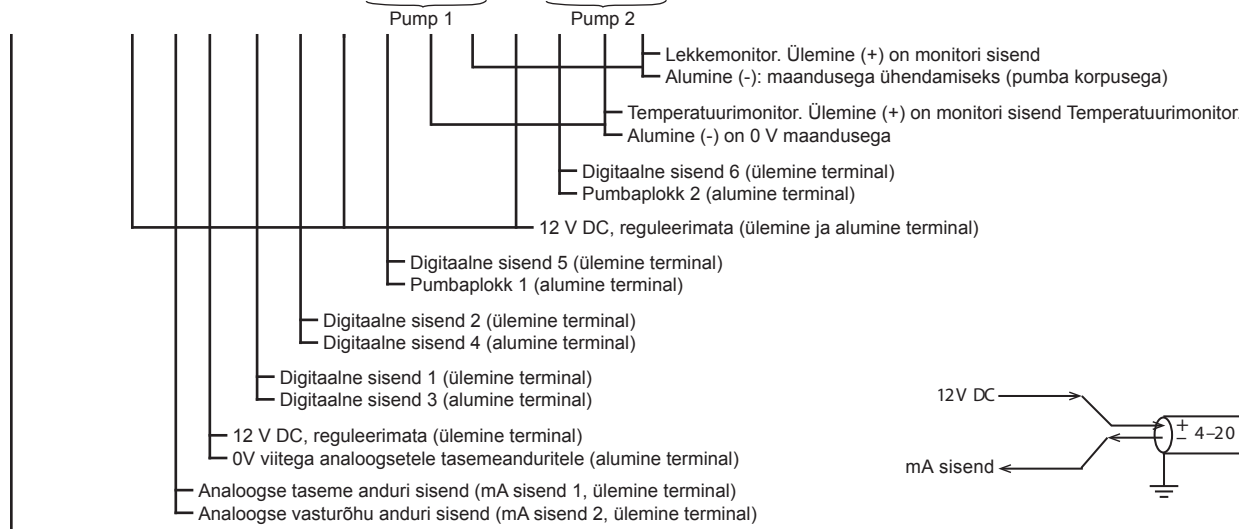 Pump 1
Pump 2
Lekkemonitor. Ülemine (+) on monitori sisend
Alumine (-): maandusega ühendamiseks (pumba korpusega)
Temperatuurimonitor. Ülemine (+) on monitori sisend Temperatuurimonitor.
Alumine (-) on 0 V maandusega
Digitaalne sisend 6 (ülemine terminal)
Pumbaplokk 2 (alumine terminal)
12 V DC, reguleerimata (ülemine ja alumine terminal)
Digitaalne sisend 5 (ülemine terminal)
Pumbaplokk 1 (alumine terminal)
Digitaalne sisend 2 (ülemine terminal)
Digitaalne sisend 4 (alumine terminal)
Digitaalne sisend 1 (ülemine terminal)
Digitaalne sisend 3 (alumine terminal)
12 V DC, reguleerimata (ülemine terminal)
0V viitega analoogsetele tasemeanduritele (alumine terminal)
Analoogse taseme anduri sisend (mA sisend 1, ülemine terminal)
Analoogse vasturõhu anduri sisend (mA sisend 2, ülemine terminal)
12V DC
+
− 4–20
mA sisend